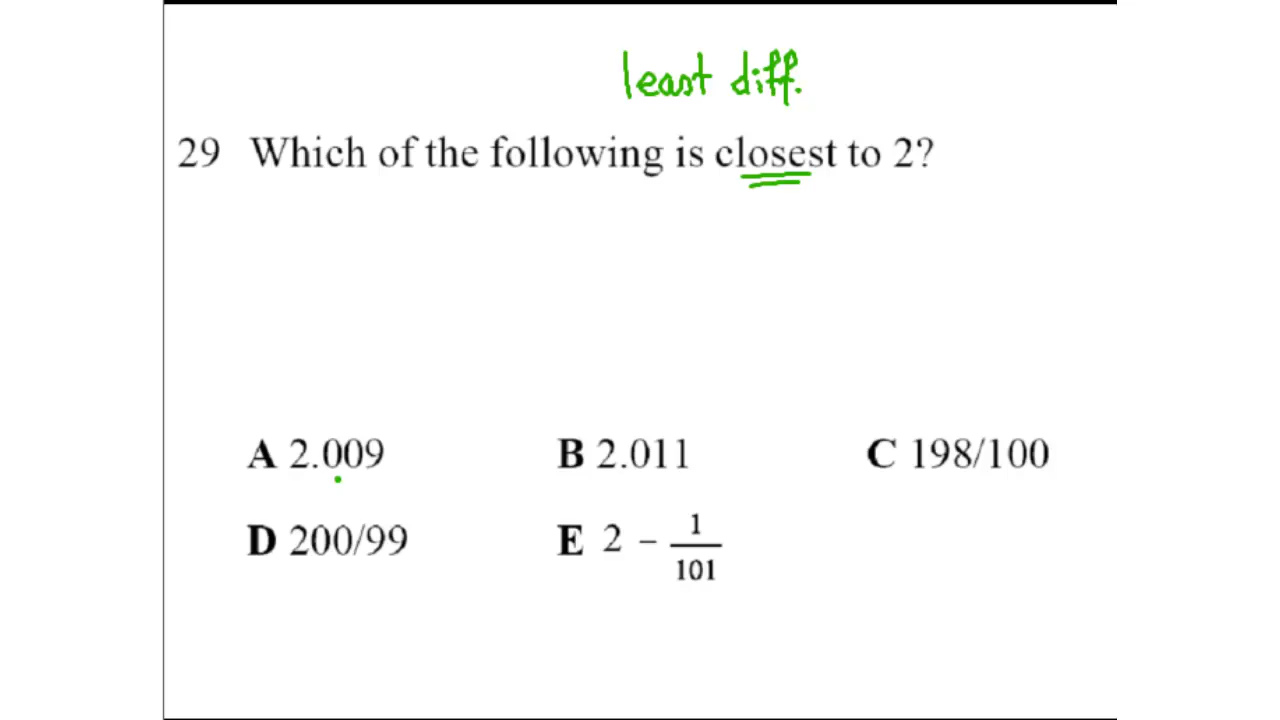 least diff.
29 Which of the following is closest to 2?
A 2.009 B 2.011 C 198/100
D 200/99 E 2 − 1/101